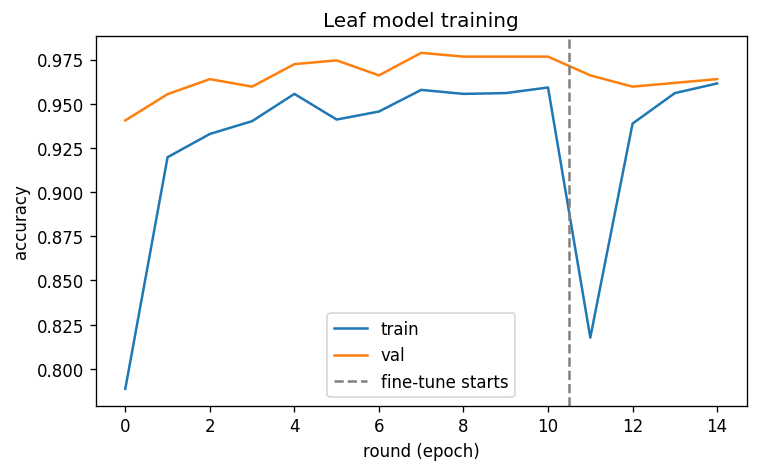 Leaf model training
accuracy
0.975
0.950
0.925
0.900
0.875
0.850
0.825
0.800
train
val
fine-tune starts
0 2 4 6 8 10 12 14
round (epoch)